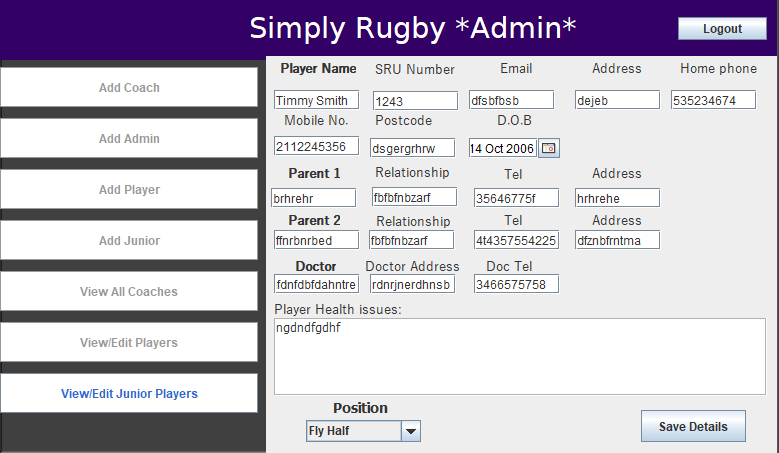 Simply Rugby *Admin*
Logout
Add Coach
Add Admin
Add Player
Add Junior
View All Coaches
View/Edit Players
View/Edit Junior Players
Player Name SRU Number Email Address Home phone
Timmy Smith 1243 dfsbfbsb dejeb 535234674
Mobile No. Postcode D.O.B
2112245356 dsgergrhrw 14 Oct 2006
Parent 1 Relationship Tel Address
brhrehr fbfbfnbzarf 35646775f hrhrehe
Parent 2 Relationship Tel Address
ffnrbnrbed fbfbfnbzarf 4t4357554225 dfznbfrntma
Doctor Doctor Address Doc Tel
fdnfdbfdahntre rdnrjnerdhnsb 3466575758
Player Health issues:
ngdndfgdhf
Position
Fly Half
Save Details